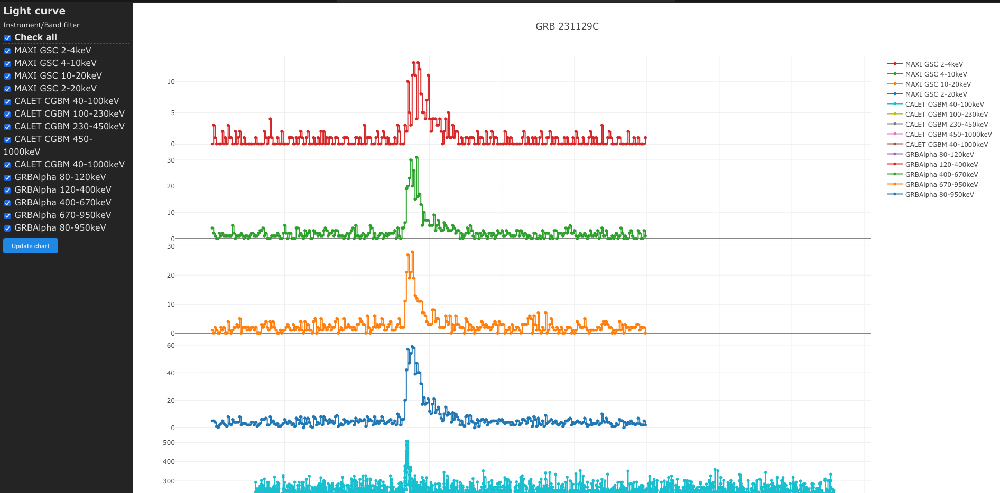 Light curve
Instrument/Band filter
Check all
MAXI GSC 2-4keV
MAXI GSC 4-10keV
MAXI GSC 10-20keV
MAXI GSC 2-20keV
CALET CGBM 40-100keV
CALET CGBM 100-230keV
CALET CGBM 230-450keV
CALET CGBM 450-
1000keV
CALET CGBM 40-1000keV
GRBAlpha 80-120keV
GRBAlpha 120-400keV
GRBAlpha 400-670keV
GRBAlpha 670-950keV
GRBAlpha 80-950keV
Update chart
GRB 231129C
10
5
0
30
20
10
0
30
20
10
0
60
40
20
0
500
400
300
MAXI GSC 2-4keV
MAXI GSC 4-10keV
MAXI GSC 10-20keV
MAXI GSC 2-20keV
CALET CGBM 40-100keV
CALET CGBM 100-230keV
CALET CGBM 230-450keV
CALET CGBM 450-1000keV
CALET CGBM 40-1000keV
GRBAlpha 80-120keV
GRBAlpha 120-400keV
GRBAlpha 400-670keV
GRBAlpha 670-950keV
GRBAlpha 80-950keV